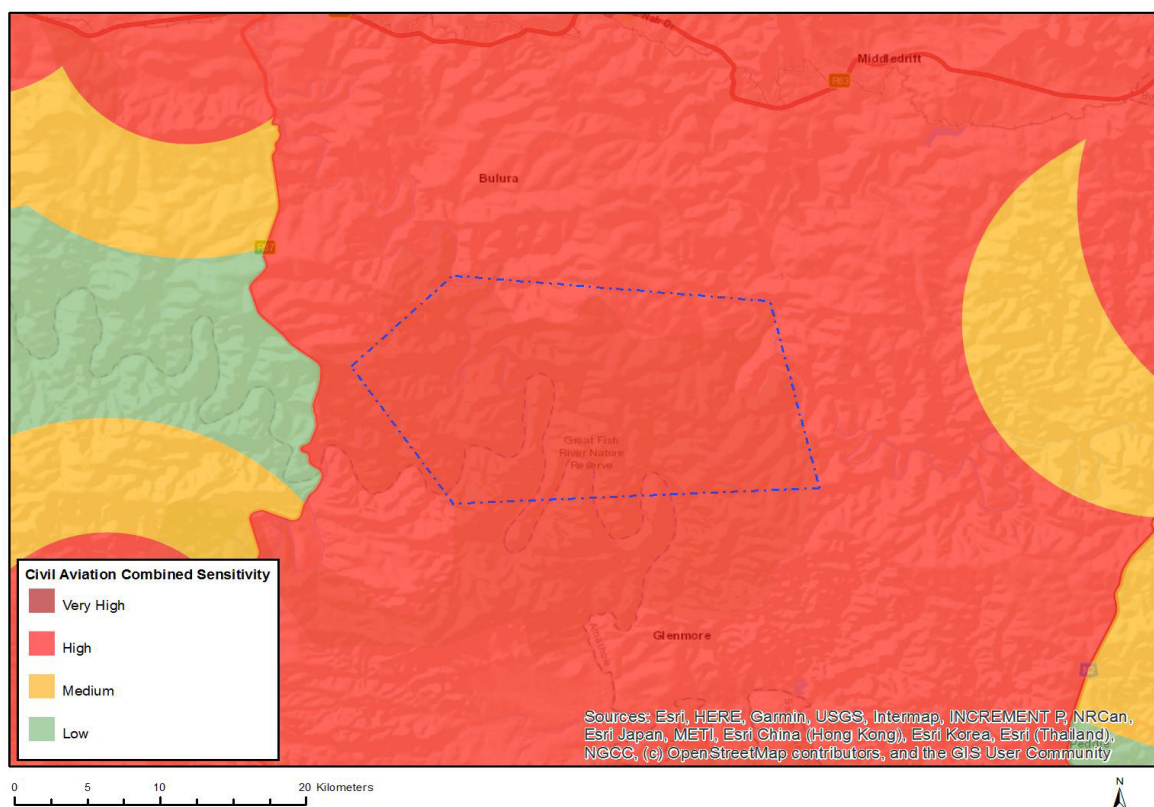 Middledrift
R63
Bulura
R67
Great Fish
River Nature
Reserve
Glenmore
Amathole
Civil Aviation Combined Sensitivity
Very High
High
Medium
Low
Sources: Esri, HERE, Garmin, USGS, Intermap, INCREMENT P, NRCan,
Esri Japan, METI, Esri China (Hong Kong), Esri Korea, Esri (Thailand),
NGCC, (c) OpenStreetMap contributors, and the GIS User Community
0 5 10 20 Kilometers
N